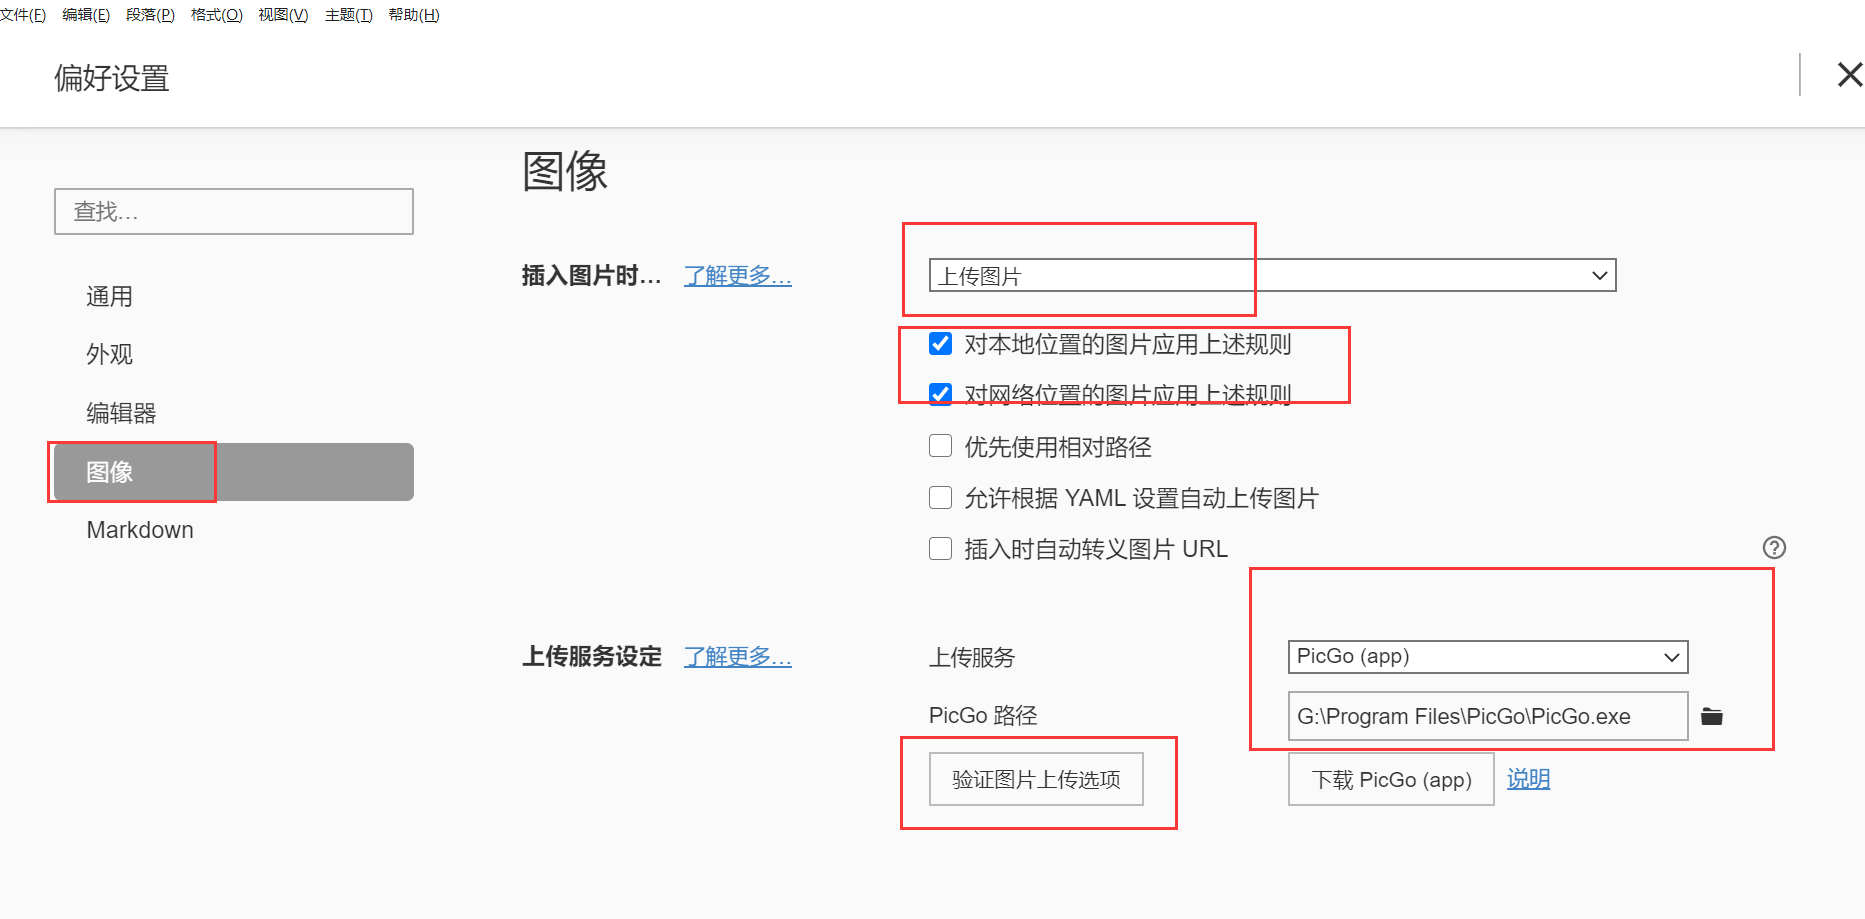 文件(F) 编辑(E) 段落(P) 格式(O) 视图(V) 主题(T) 帮助(H)
偏好设置
查找...
通用
外观
编辑器
图像
Markdown
图像
插入图片时... 了解更多...
上传图片
对本地位置的图片应用上述规则
对网络位置的图片应用上述规则
优先使用相对路径
允许根据 YAML 设置自动上传图片
插入时自动转义图片 URL
上传服务设定 了解更多...
上传服务 PicGo (app)
PicGo 路径 G:\Program Files\PicGo\PicGo.exe
验证图片上传选项 下载 PicGo (app) 说明